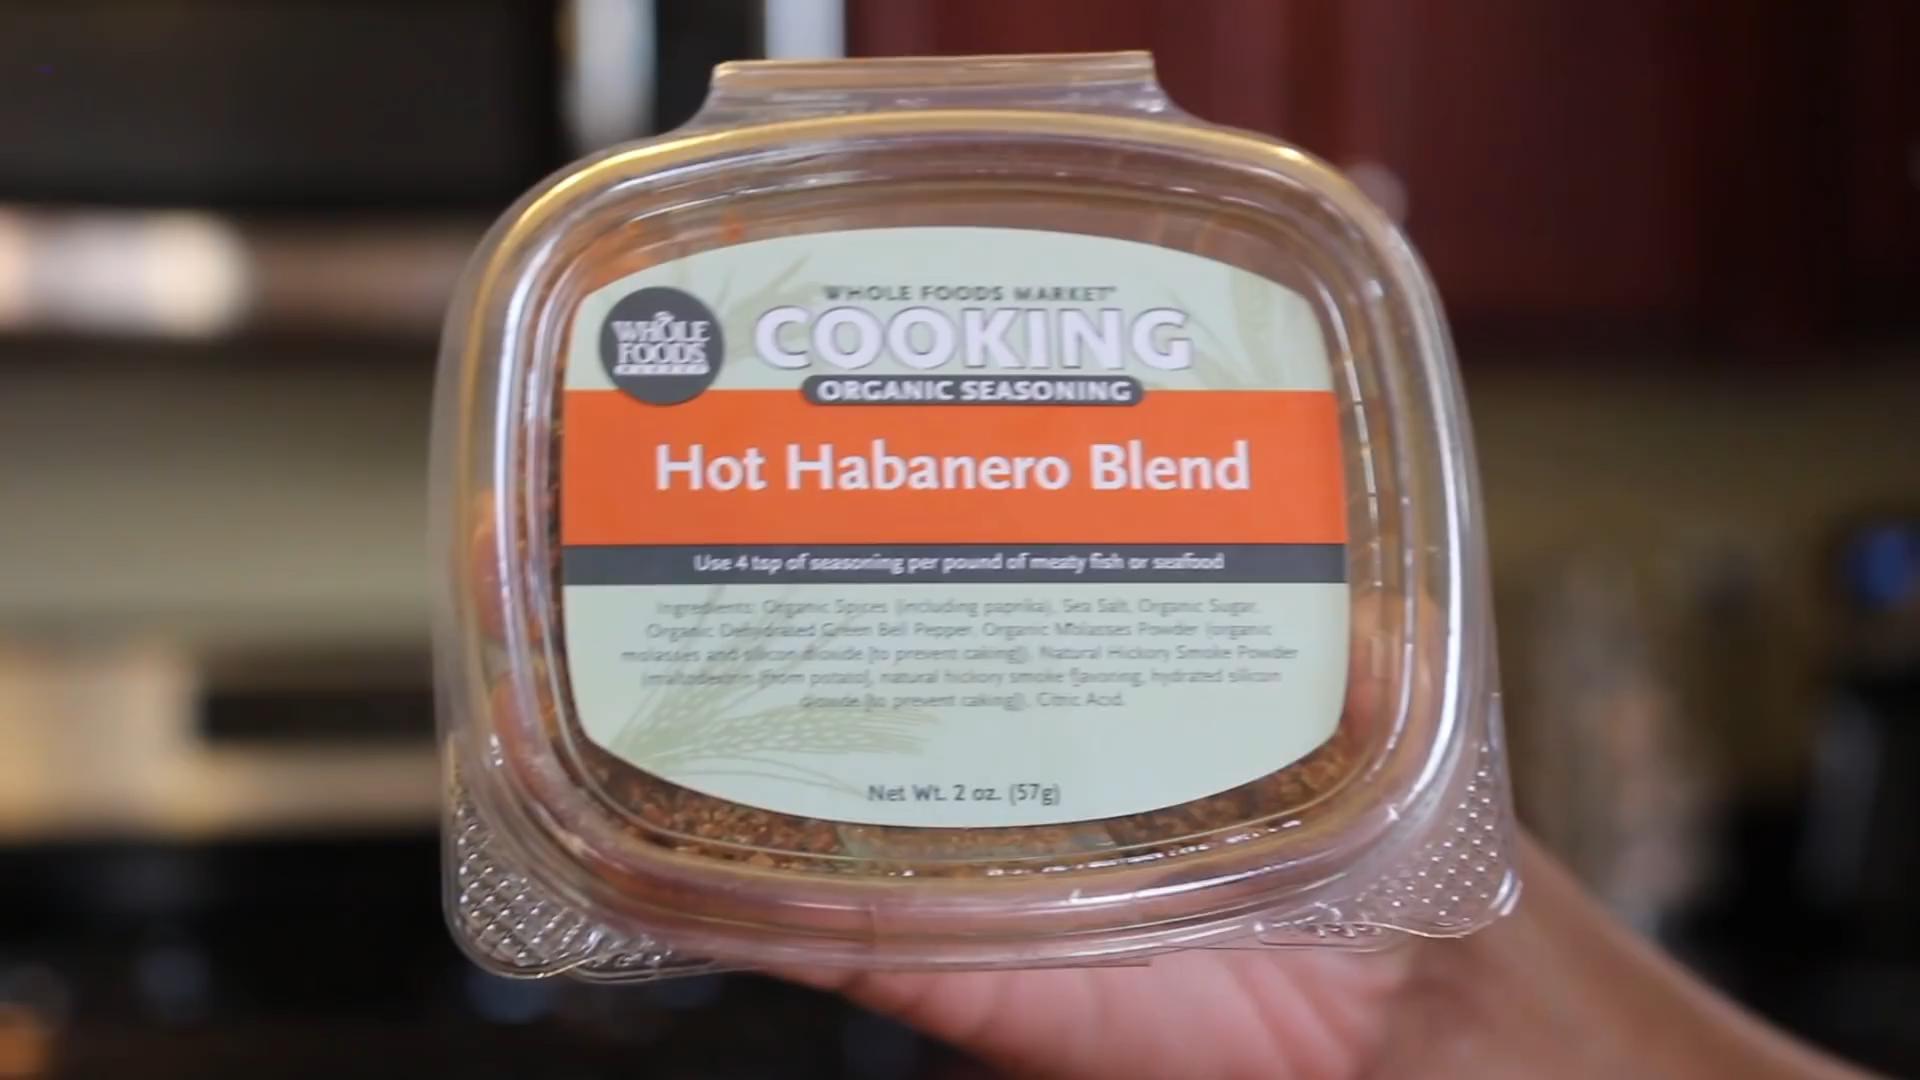 WHOLE FOODS MARKET
COOKING
WHOLE
FOODS
MARKET
ORGANIC SEASONING
Hot Habanero Blend
Use 4 tsp of seasoning per pound of meaty fish or seafood
Ingredients: Organic Spices (including paprika), Sea Salt, Organic Sugar,
Organic Dehydrated Green Bell Pepper, Organic Molasses Powder (organic
molasses and silicon dioxide [to prevent caking]), Natural Hickory Smoke Powder
(maltodextrin [from potato], natural hickory smoke flavoring, hydrated silicon
dioxide [to prevent caking]), Citric Acid.
Net Wt. 2 oz. (57g)